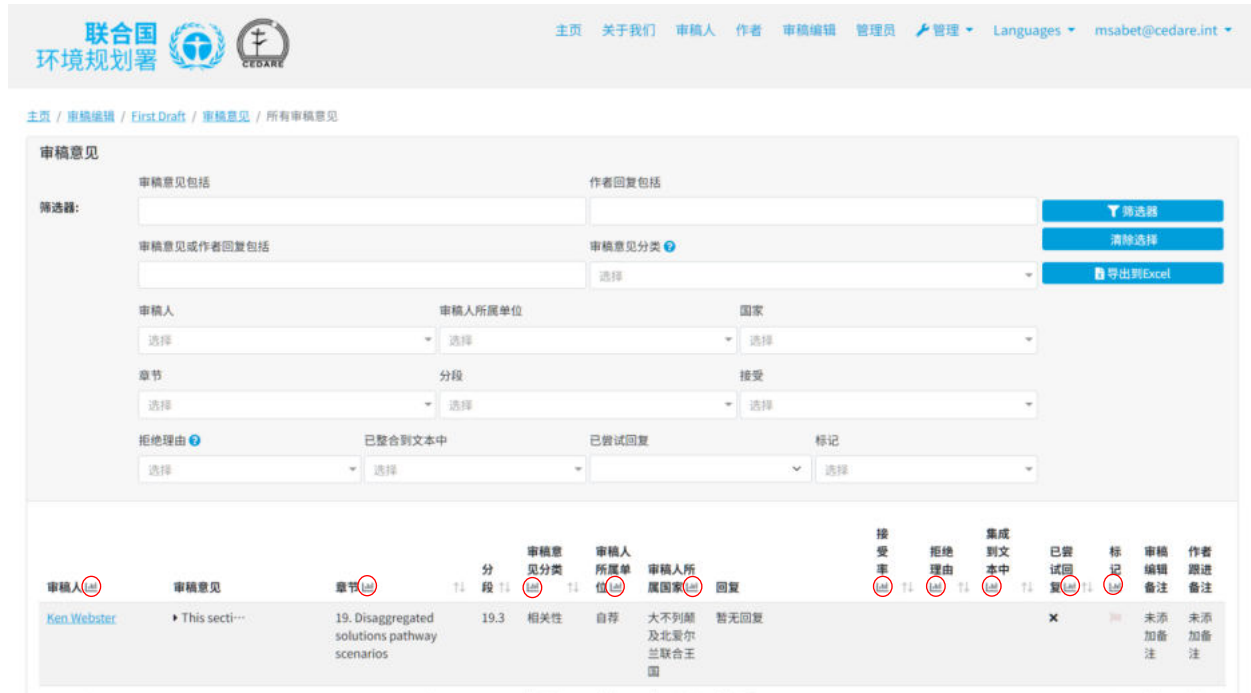 联合国
环境规划署
CEDARE
主页 关于我们 审稿人 作者 审稿编辑 管理员 管理 Languages msabet@cedare.int
主页 / 审稿编辑 / First Draft / 审稿意见 / 所有审稿意见
审稿意见
审稿意见包括 作者回复包括
筛选器: 筛选器
审稿意见或作者回复包括 审稿意见分类 清除选择
选择 导出到Excel
审稿人 审稿人所属单位 国家
选择 选择 选择
章节 分段 接受
选择 选择 选择
拒绝理由 已整合到文本中 已尝试回复 标记
选择 选择 选择
审稿人
审稿意见
章节
分
段
审稿意
见分类
审稿人
所属单
位
审稿人所
属国家
回复
接
受
率
拒绝
理由
集成
到文
本中
已尝
试回
复
标
记
审稿
编辑
备注
作者
跟进
备注
Ken Webster
This secti…
19. Disaggregated
solutions pathway
scenarios
19.3
相关性
自荐
大不列颠
及北爱尔
兰联合王
国
暂无回复
未添
加备
注
未添
加备
注